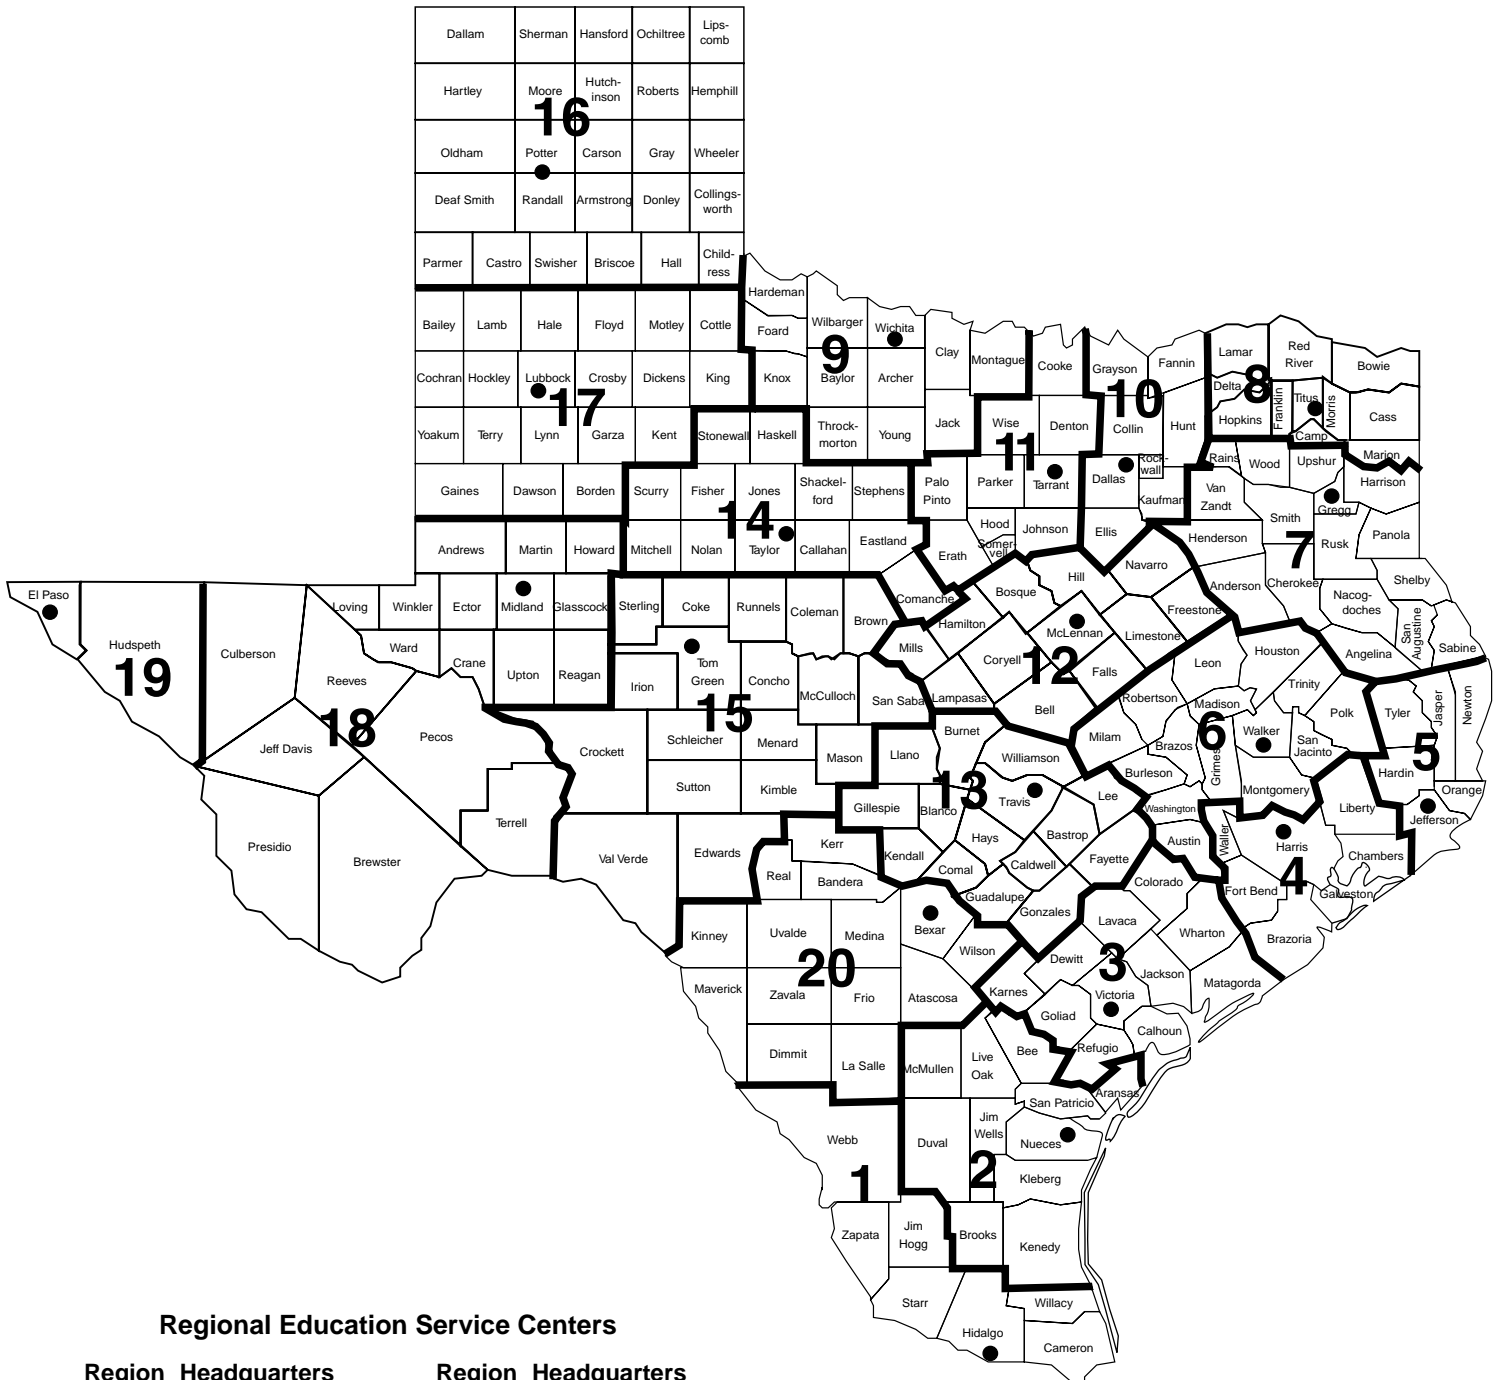 Dallam Sherman Hansford Ochiltree Lips-
comb
Hartley Moore Hutch-
inson Roberts Hemphill
16
Oldham Potter Carson Gray Wheeler
Deaf Smith Randall Armstrong Donley Collings-
worth
Parmer Castro Swisher Briscoe Hall Child-
ress
Hardeman
Bailey Lamb Hale Floyd Motley Cottle Foard Wilbarger Wichita
9
Clay Montague Cooke Grayson Fannin Lamar Red
River Bowie
Cochran Hockley Lubbock Crosby Dickens King Knox Baylor Archer
17
10
8
Delta Hopkins Franklin Titus Morris Cass
Camp
Yoakum Terry Lynn Garza Kent Stonewall Haskell Throck-
morton Young Jack Wise Denton Collin Hunt
11
Rains Wood Upshur Marion
Gaines Dawson Borden Scurry Fisher Jones Shackel-
ford Stephens Palo
Pinto Parker Tarrant Dallas Rock-
wall Kaufman Van
Zandt Smith Gregg Harrison
14
7
Andrews Martin Howard Mitchell Nolan Taylor Callahan Eastland Erath Hood Somer-
vell Johnson Ellis Henderson Rusk Panola
El Paso Hudspeth Culberson Loving Winkler Ector Midland Glasscock Sterling Coke Runnels Coleman Brown Comanche Bosque Hill Navarro Anderson Cherokee Nacog-
doches Shelby
19
Reeves Ward Crane Upton Reagan Irion Tom
Green Concho McCulloch San Saba Mills Hamilton Coryell McLennan Limestone Freestone Falls Houston Angelina San
Augustine Sabine
12
Lampasas Bell Leon Robertson Madison Trinity Polk Tyler Jasper Newton
18
15
6
5
Jeff Davis Pecos Crockett Schleicher Menard Mason Llano Burnet Williamson Milam Brazos Grimes Walker San
Jacinto Hardin Orange
13
Sutton Kimble Gillespie Blanco Travis Lee Burleson Washington Montgomery Liberty Jefferson
Presidio Brewster Terrell Val Verde Edwards Kerr Real Bandera Kendall Hays Comal Bastrop Caldwell Fayette Austin Waller Harris Chambers
4
Guadalupe Gonzales Colorado Fort Bend Galveston
Kinney Uvalde Medina Bexar Wilson Lavaca Wharton Brazoria
20
3
Maverick Zavala Frio Atascosa Karnes Dewitt Victoria Jackson Matagorda
Goliad Calhoun
Dimmit La Salle McMullen Live
Oak Bee Refugio
Aransas
San Patricio
Webb Duval Jim
Wells Nueces
1
2
Kleberg
Zapata Jim
Hogg Brooks Kenedy
Starr Willacy
Hidalgo Cameron
Regional Education Service Centers
Region Headquarters Region Headquarters